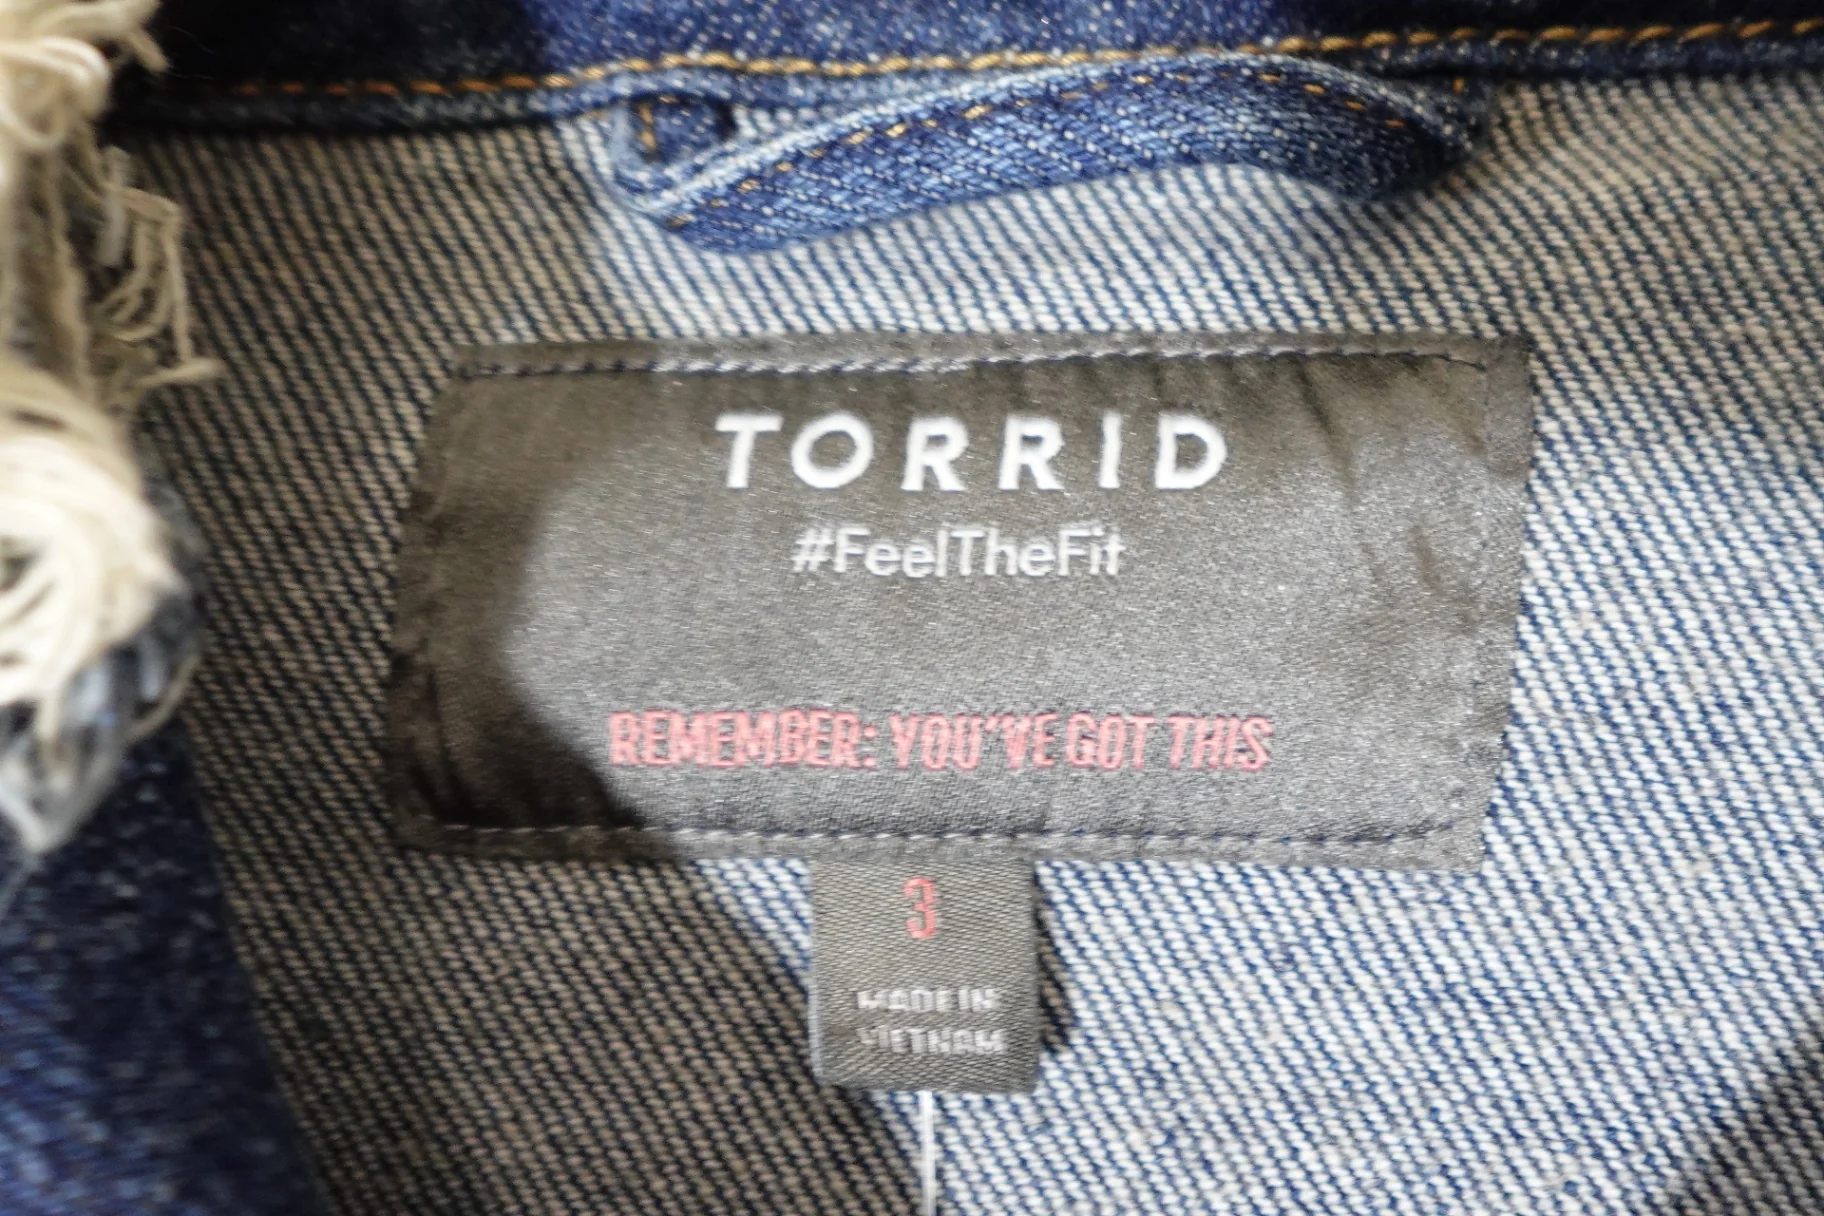 TORRID
#FeelTheFit
REMEMBER: YOU'VE GOT THIS
3
MADE IN
VIETNAM